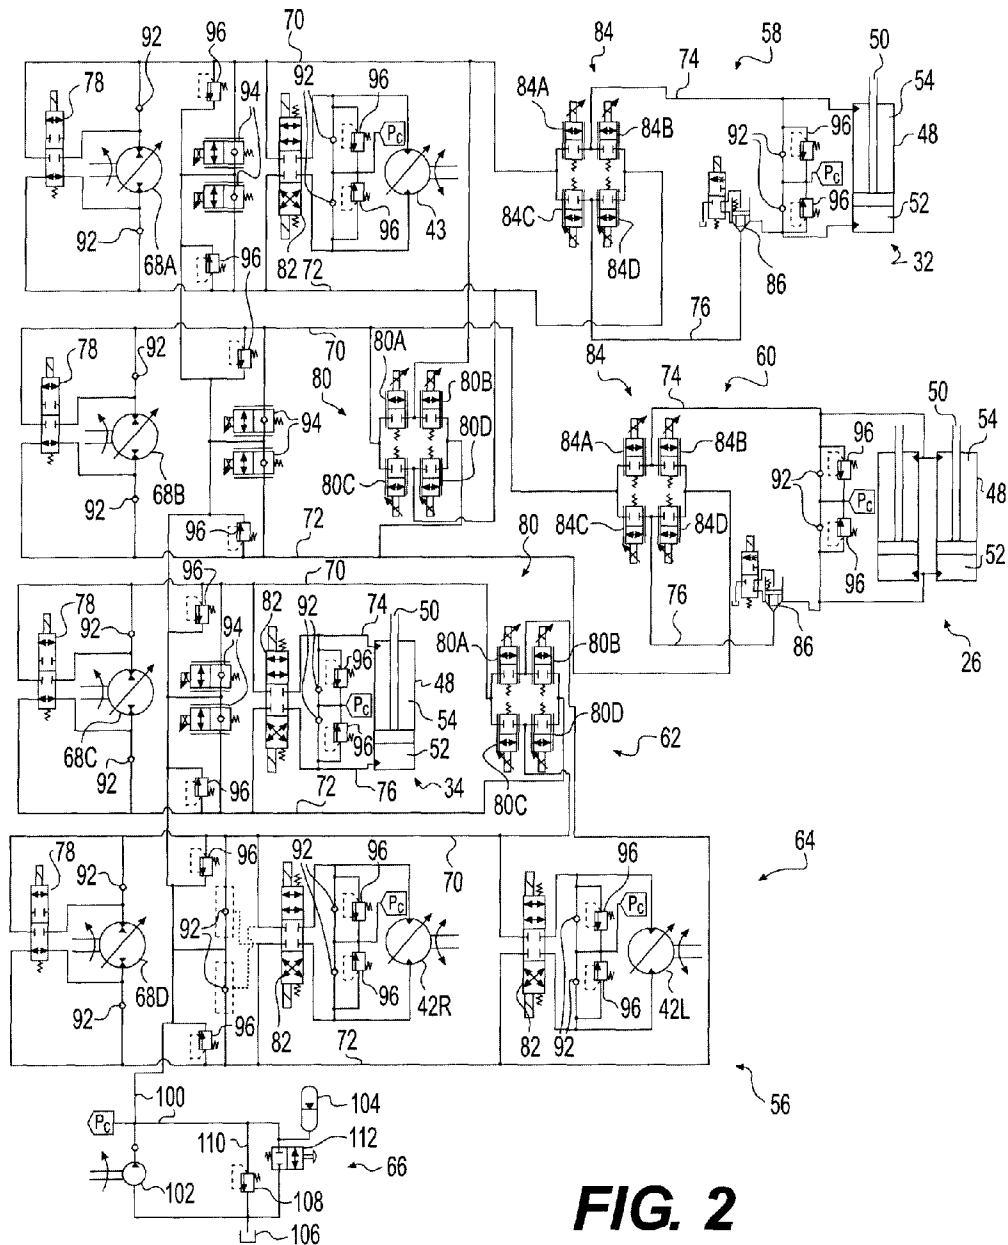 92 96 70 84 58 50
78 92 96 84A 74 54
94 Pc 84B 96 48
92 Pc
84C 96 52
92 68A 96 82 72 43 84D 86 32
96 76
78 92 70 80A 84 74 60 50
80 80B 54
94 80D 84A 84B 96
92 48
68B 80C Pc
92 96 72 84C 84D 96 52
96 70 80 76 86 26
78 92 82 92 74 50
94 96 80A 80B
48
Pc 54
68C 96 52 80D 62
92 96 72 76 34 80C
78 96 92 96 70 64
92 Pc 96
92 Pc
92
68D 82 96 42R 82 92 96 42L
92 96 72
56
100 104
Pc 110 112
66
102 108
106
FIG. 2